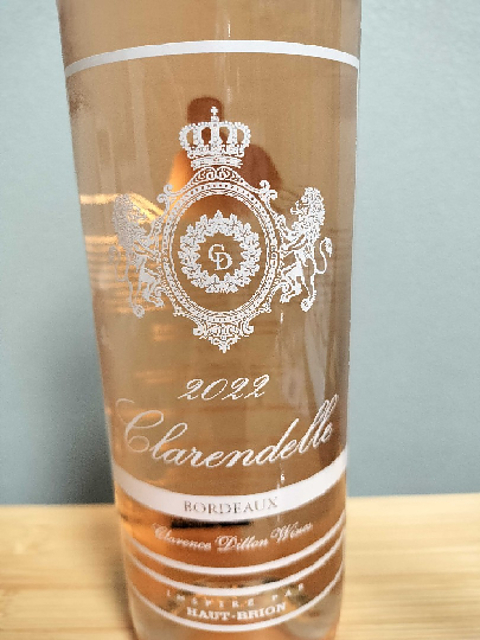 CD
2022
Clarendelle
BORDEAUX
Clarence Dillon Wines
INSPIRÉ PAR
HAUT-BRION